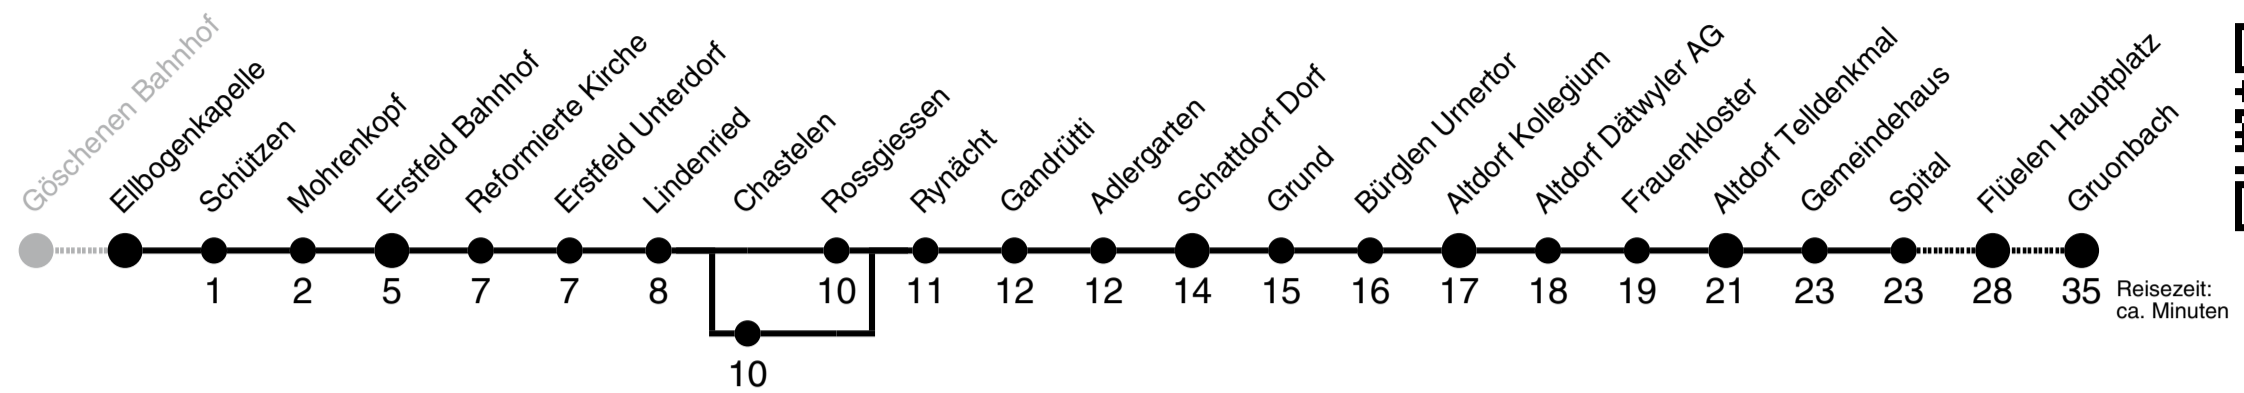 Göschenen Bahnhof
Ellbogenkapelle
Schützen
Mohrenkopf
Erstfeld Bahnhof
Reformierte Kirche
Erstfeld Unterdorf
Lindenried
Chastelen
Rossgiessen
Rynächt
Gandrütti
Adlergarten
Schattdorf Dorf
Grund
Bürglen Urnertor
Altdorf Kollegium
Altdorf Dätwyler AG
Frauenkloster
Altdorf Telldenkmal
Gemeindehaus
Spital
Flüelen Hauptplatz
Gruonbach
1 2 5 7 7 8 10 11 12 12 14 15 16 17 18 19 21 23 23 28 35
Reisezeit:
ca. Minuten
10